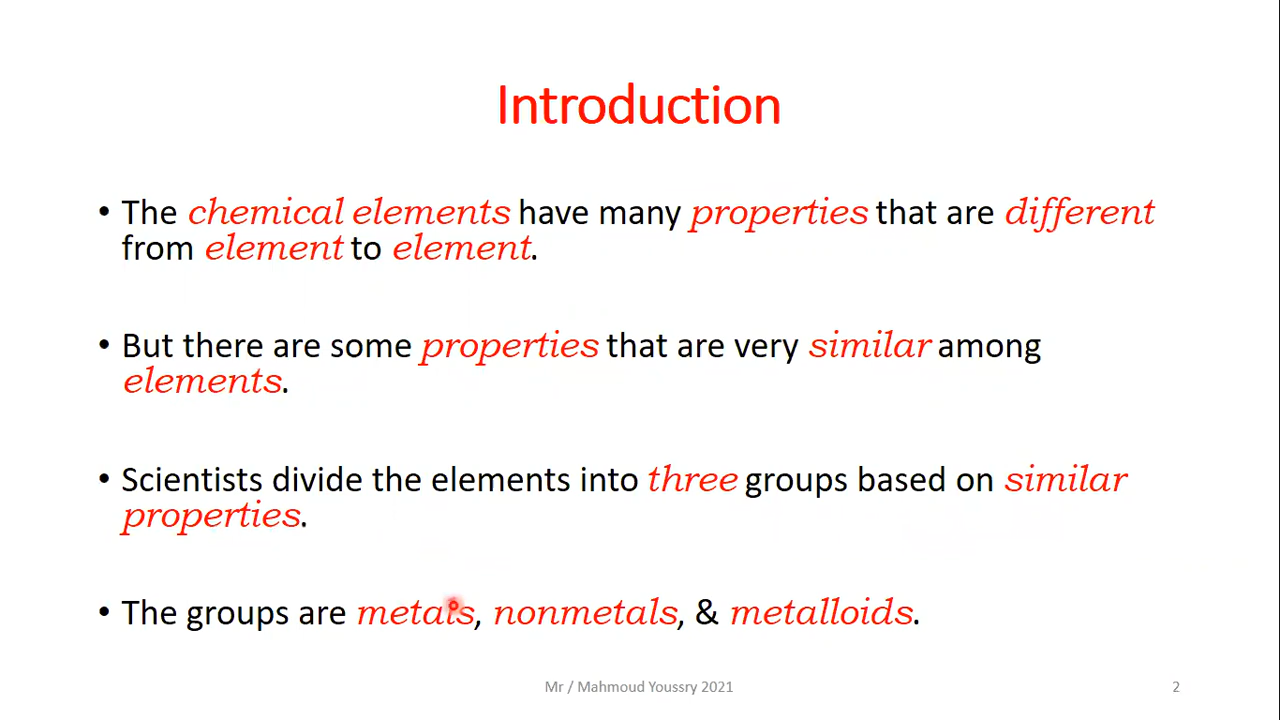 Introduction
• The chemical elements have many properties that are different
from element to element.
• But there are some properties that are very similar among
elements.
• Scientists divide the elements into three groups based on similar
properties.
• The groups are metals, nonmetals, & metalloids.
Mr / Mahmoud Youssry 2021
2